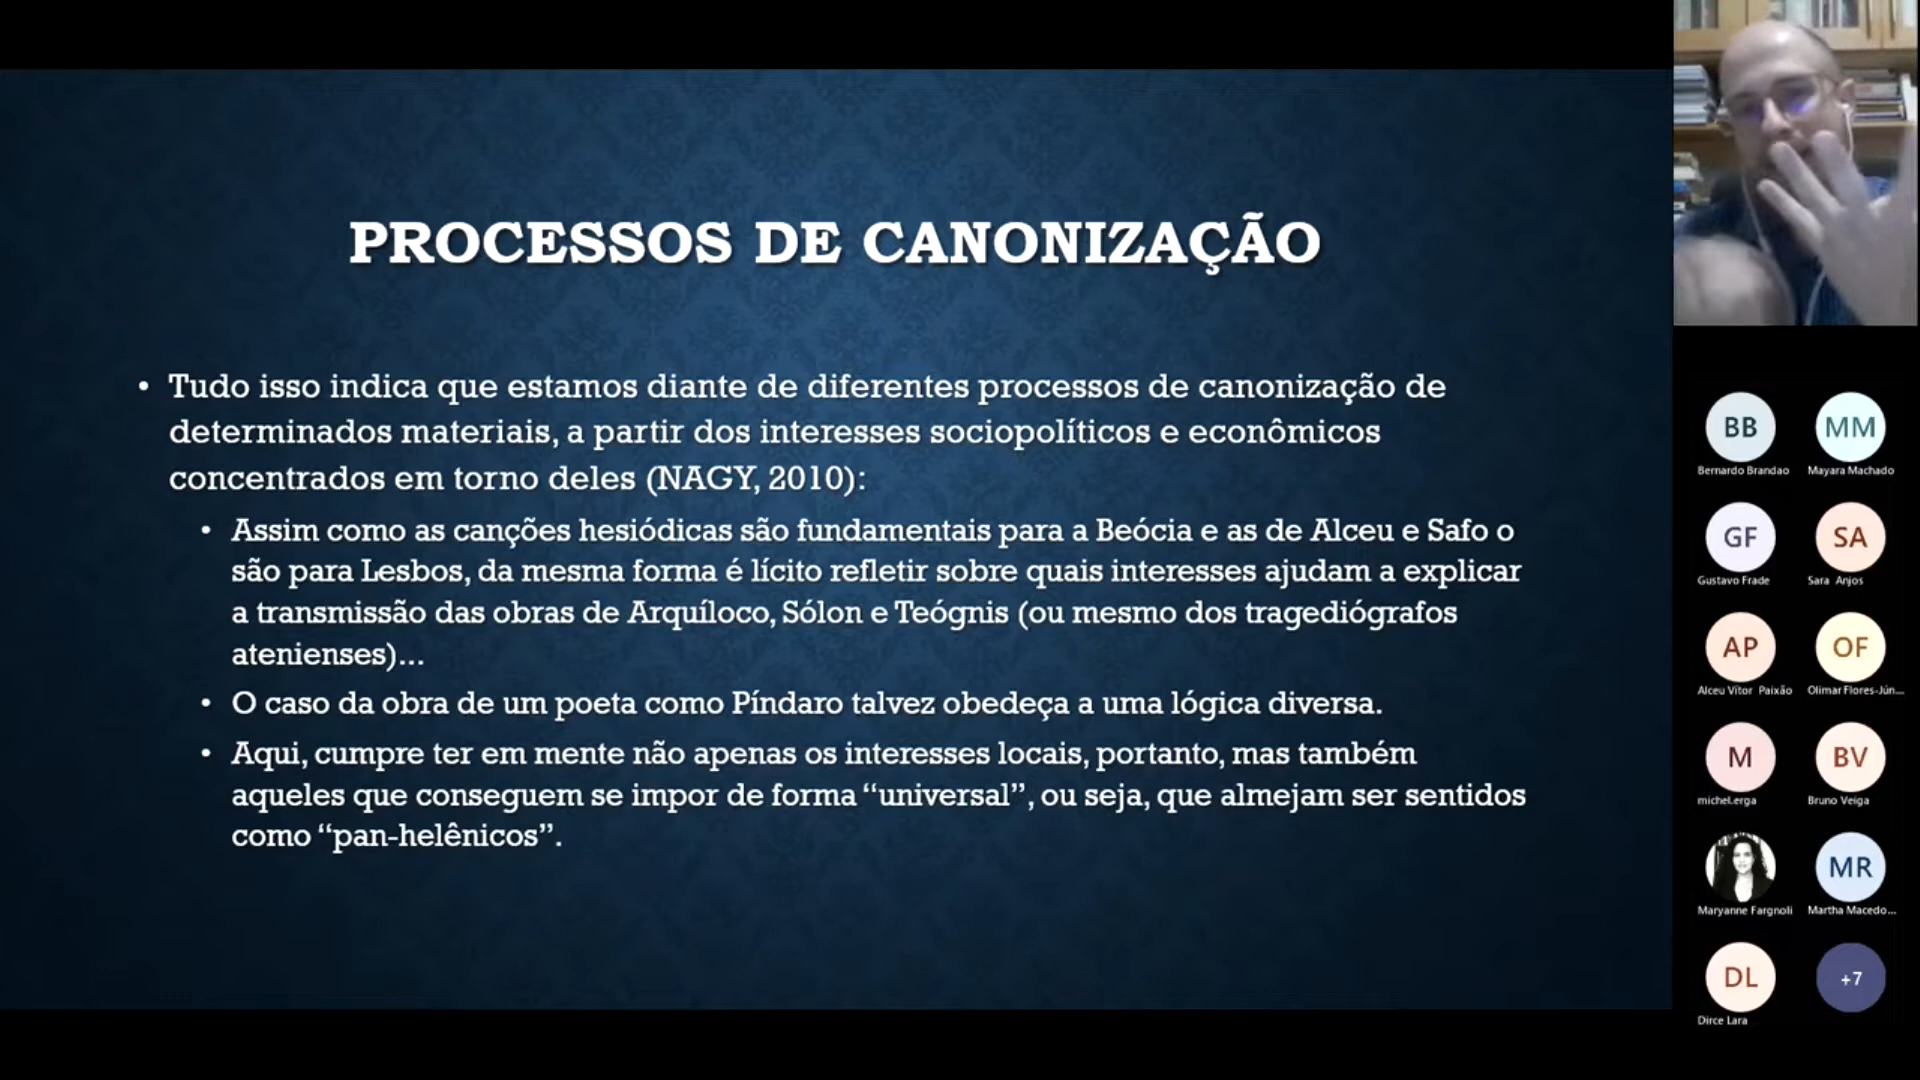 PROCESSOS DE CANONIZAÇÃO
• Tudo isso indica que estamos diante de diferentes processos de canonização de
determinados materiais, a partir dos interesses sociopolíticos e econômicos
concentrados em torno deles (NAGY, 2010):
• Assim como as canções hesiódicas são fundamentais para a Beócia e as de Alceu e Safo o
são para Lesbos, da mesma forma é lícito refletir sobre quais interesses ajudam a explicar
a transmissão das obras de Arquíloco, Sólon e Teógnis (ou mesmo dos tragediógrafos
atenienses)...
• O caso da obra de um poeta como Píndaro talvez obedeça a uma lógica diversa.
• Aqui, cumpre ter em mente não apenas os interesses locais, portanto, mas também
aqueles que conseguem se impor de forma “universal”, ou seja, que almejam ser sentidos
como “pan-helênicos”.
BB MM
Bernardo Brandao Mayara Machado
GF SA
Gustavo Frade Sara Anjos
AP OF
Alceu Vítor Paixão Olimar Flores-Jún...
M BV
michel.erga Bruno Veiga
MR
Maryanne Fargnoli Martha Macedo...
DL +7
Dirce Lara